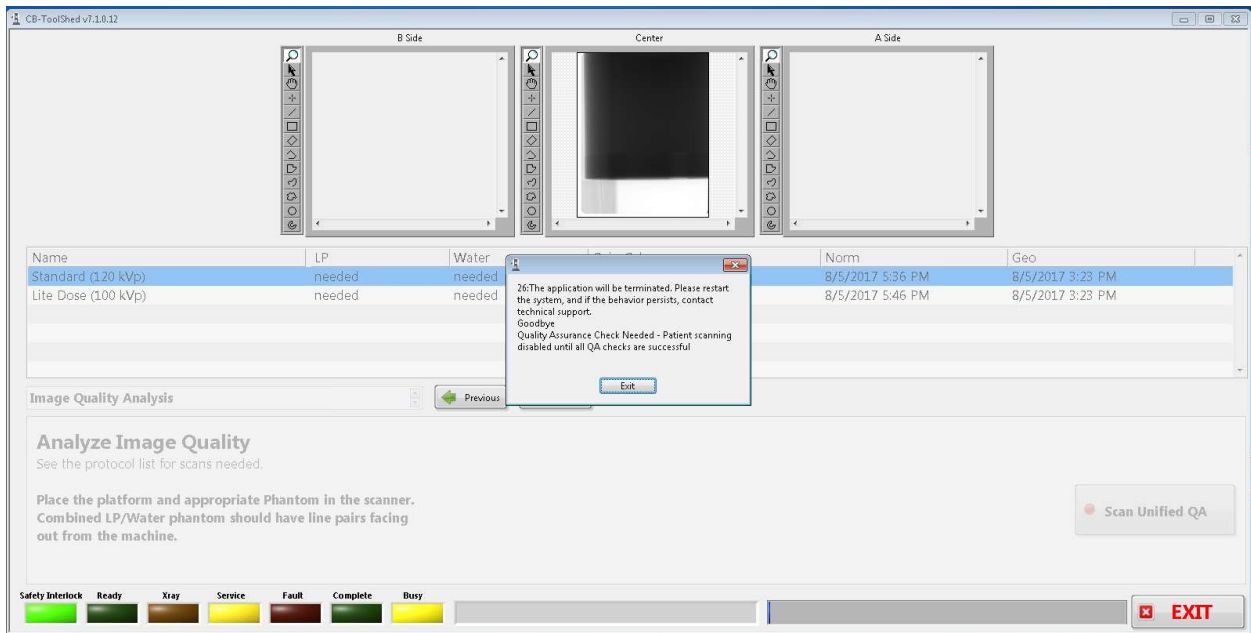 CB-ToolShed v7.1.0.12
B Side
Center
A Side
Name LP Water Norm Geo
Standard (120 kVp) needed needed 8/5/2017 5:36 PM 8/5/2017 3:23 PM
Lite Dose (100 kVp) needed needed 8/5/2017 5:46 PM 8/5/2017 3:23 PM
26:The application will be terminated. Please restart
the system, and if the behavior persists, contact
technical support.
Goodbye
Quality Assurance Check Needed - Patient scanning
disabled until all QA checks are successful
Exit
Image Quality Analysis
Previous
Analyze Image Quality
See the protocol list for scans needed.
Place the platform and appropriate Phantom in the scanner.
Combined LP/Water phantom should have line pairs facing
out from the machine.
Scan Unified QA
Safety Interlock Ready Xray Service Fault Complete Busy
EXIT